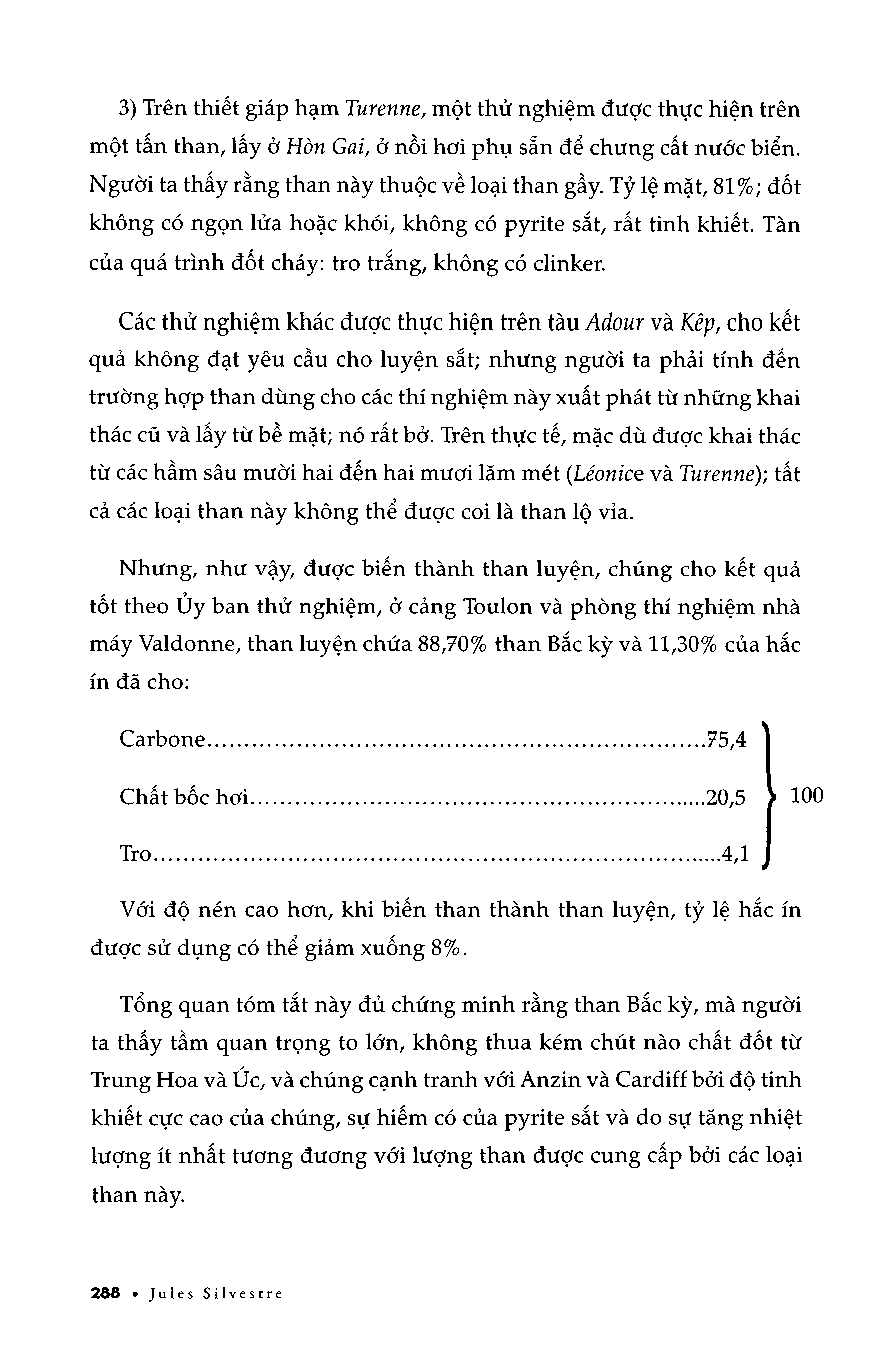 3) Trên thiết giáp hạm Turenne, một thử nghiệm được thực hiện trên
một tấn than, lấy ở Hòn Gai, ở nồi hơi phụ sẵn để chưng cất nước biển.
Người ta thấy rằng than này thuộc về loại than gầy. Tỷ lệ mặt, 81%; đốt
không có ngọn lửa hoặc khói, không có pyrite sắt, rất tinh khiết. Tàn
của quá trình đốt cháy: tro trắng, không có clinker.
Các thử nghiệm khác được thực hiện trên tàu Adour và Kêp, cho kết
quả không đạt yêu cầu cho luyện sắt; nhưng người ta phải tính đến
trường hợp than dùng cho các thí nghiệm này xuất phát từ những khai
thác cũ và lấy từ bề mặt; nó rất bở. Trên thực tế, mặc dù được khai thác
từ các hầm sâu mười hai đến hai mươi lăm mét (Léonice và Turenne); tất
cả các loại than này không thể được coi là than lộ vỉa.
Nhưng, như vậy, được biến thành than luyện, chúng cho kết quả
tốt theo Ủy ban thử nghiệm, ở cảng Toulon và phòng thí nghiệm nhà
máy Valdonne, than luyện chứa 88,70% than Bắc kỳ và 11,30% của hắc
ín đã cho:
Carbone....................................................................75,4
Chất bốc hơi..............................................................20,5 } 100
Tro.............................................................................4,1
Với độ nén cao hơn, khi biến than thành than luyện, tỷ lệ hắc ín
được sử dụng có thể giảm xuống 8%.
Tổng quan tóm tắt này đủ chứng minh rằng than Bắc kỳ, mà người
ta thấy tầm quan trọng to lớn, không thua kém chút nào chất đốt từ
Trung Hoa và Úc, và chúng cạnh tranh với Anzin và Cardiff bởi độ tinh
khiết cực cao của chúng, sự hiếm có của pyrite sắt và do sự tăng nhiệt
lượng ít nhất tương đương với lượng than được cung cấp bởi các loại
than này.
288 • Jules Silvestre